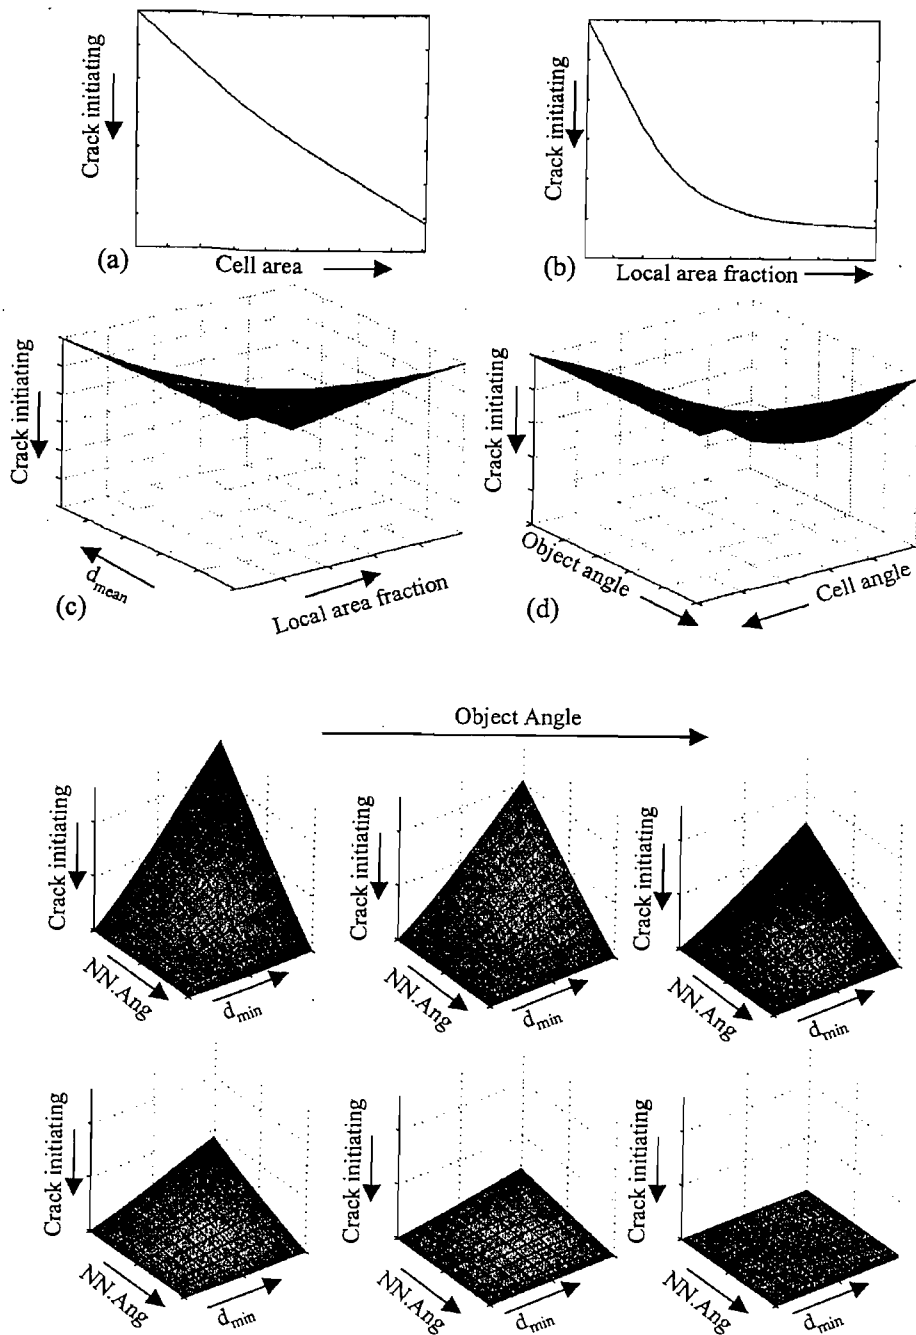 Crack initiating
(a)
Cell area
Crack initiating
(b)
Local area fraction
Crack initiating
d_mean
(c)
Local area fraction
Crack initiating
Object angle
(d)
Cell angle
Object Angle
Crack initiating
NN.Ang
d_min
Crack initiating
NN.Ang
d_min
Crack initiating
NN.Ang
d_min
Crack initiating
NN.Ang
d_min
Crack initiating
NN.Ang
d_min
Crack initiating
NN.Ang
d_min